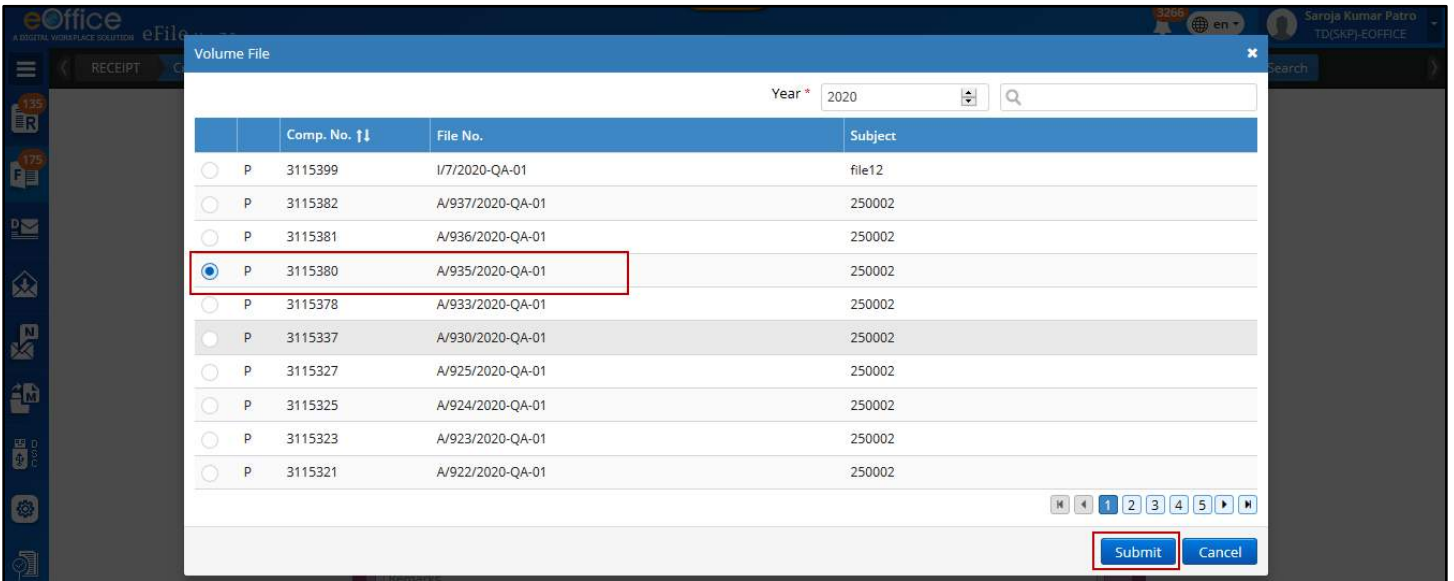 eOffice
A DIGITAL WORKPLACE SOLUTION eFile
3266 en Saroja Kumar Patro
TD(SKP)-EOFFICE
RECEIPT Volume File Search
Year * 2020
135
R
Comp. No. File No. Subject
P 3115399 I/7/2020-QA-01 file12
175
F
P 3115382 A/937/2020-QA-01 250002
D
P 3115381 A/936/2020-QA-01 250002
P 3115380 A/935/2020-QA-01 250002
P 3115378 A/933/2020-QA-01 250002
N
P 3115337 A/930/2020-QA-01 250002
P 3115327 A/925/2020-QA-01 250002
M
P 3115325 A/924/2020-QA-01 250002
DSC
P 3115323 A/923/2020-QA-01 250002
P 3115321 A/922/2020-QA-01 250002
1 2 3 4 5
Submit Cancel
Remarks